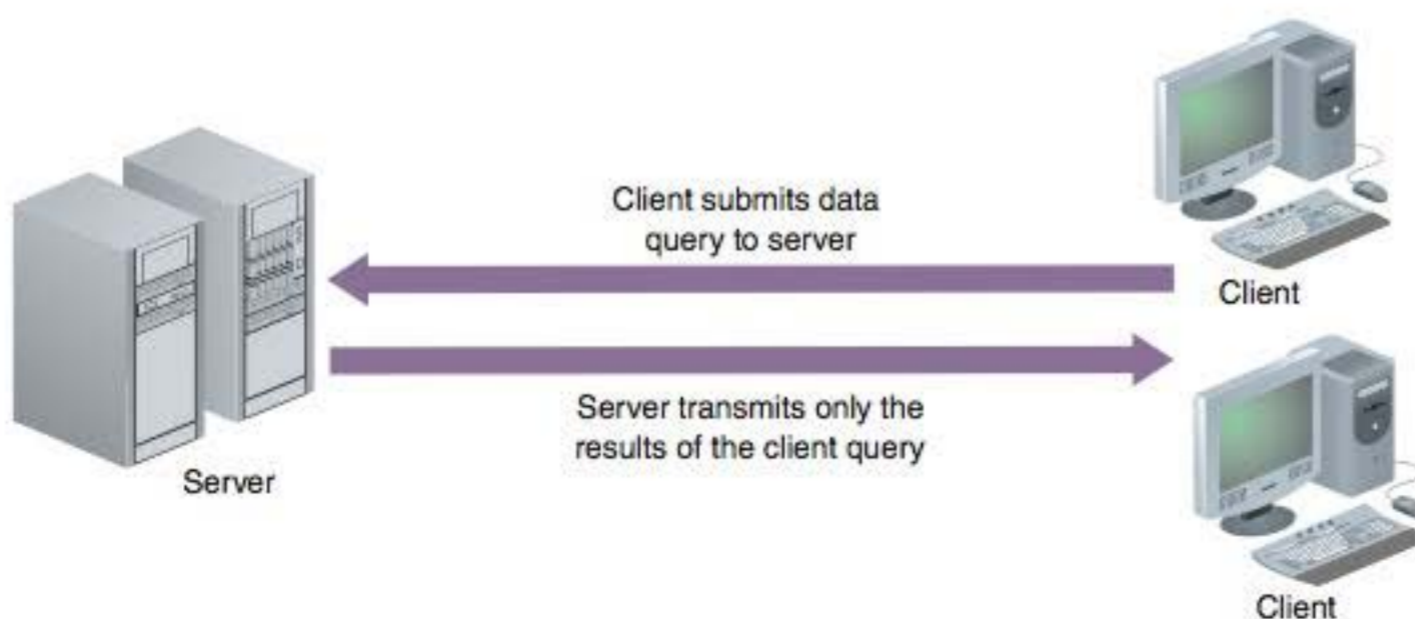 Client submits data
query to server
Client
Server transmits only the
results of the client query
Server
Client